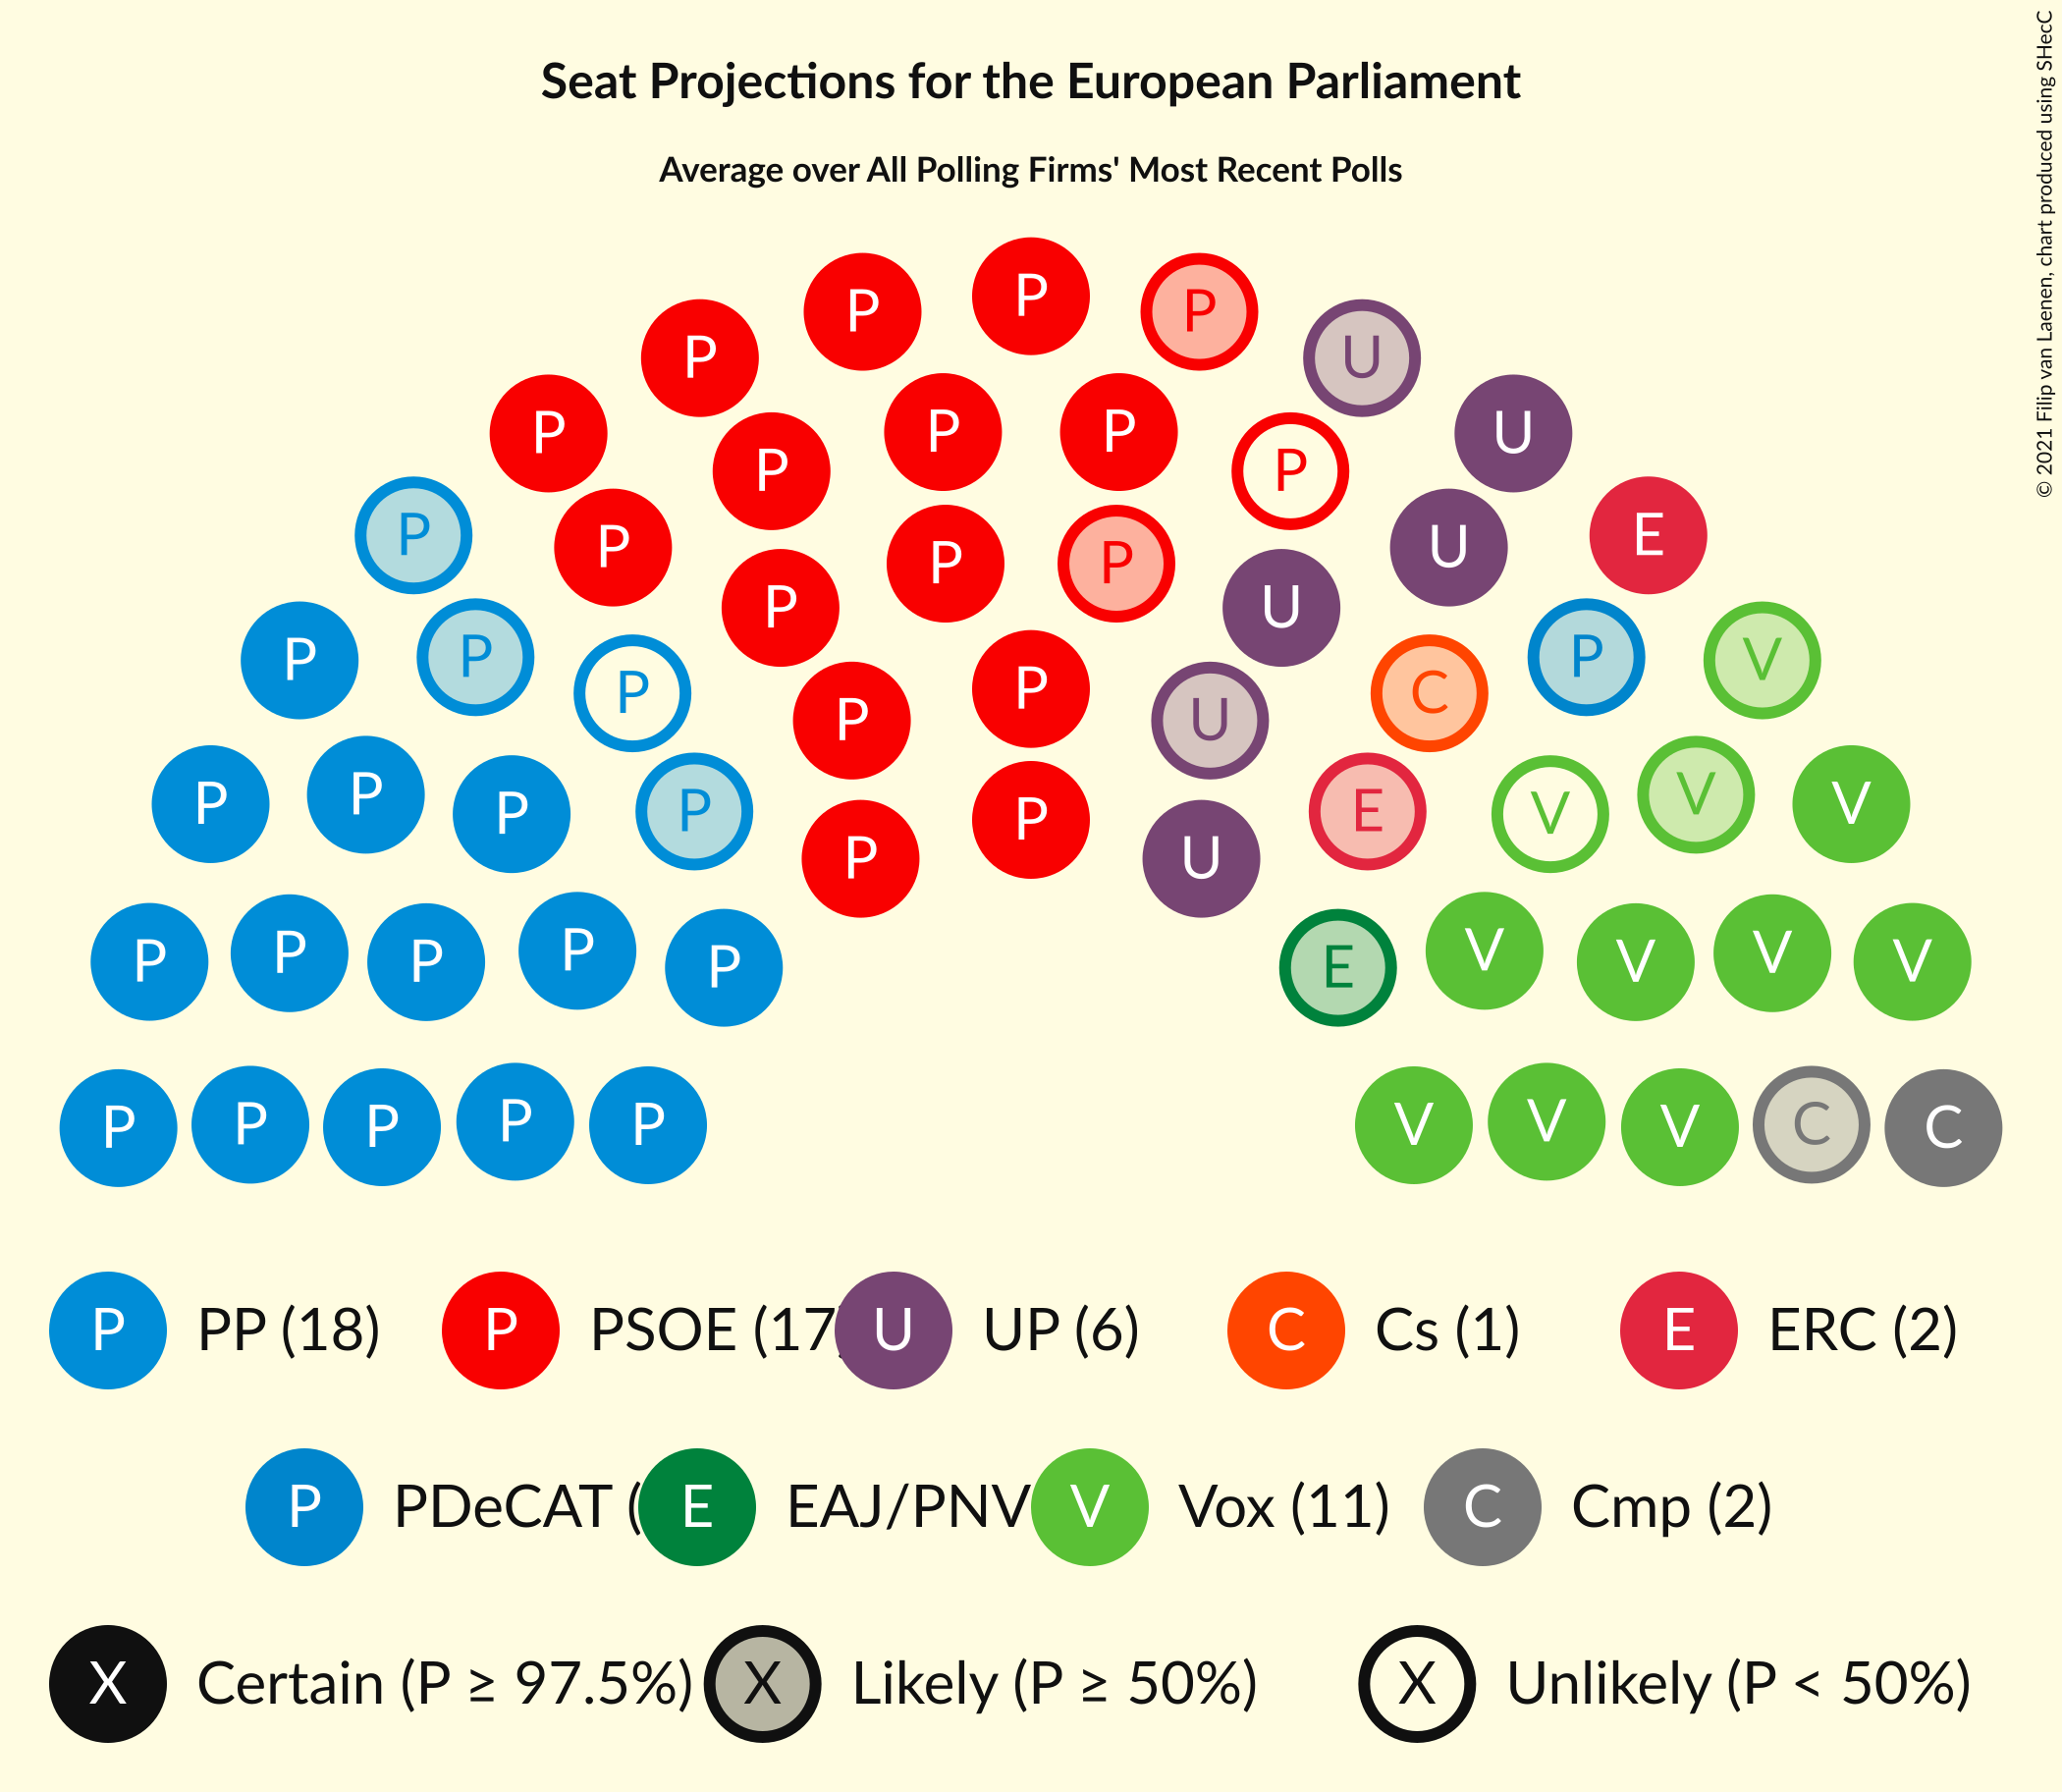 Seat Projections for the European Parliament
Average over All Polling Firms' Most Recent Polls
© 2021 Filip van Laenen, chart produced using SHecC
P P P
P U
P P P U
P P
P E
P U
P P
P U
P P P V
P
P C
P U
P P V V
P P E V
P
P U
P P P P P E V V V V
P P P P P V V V C C
P PP (18) P PSOE (17 U UP (6) C Cs (1) E ERC (2)
P PDeCAT ( E EAJ/PNV V Vox (11) C Cmp (2)
X Certain (P ≥ 97.5%) X Likely (P ≥ 50%) X Unlikely (P < 50%)